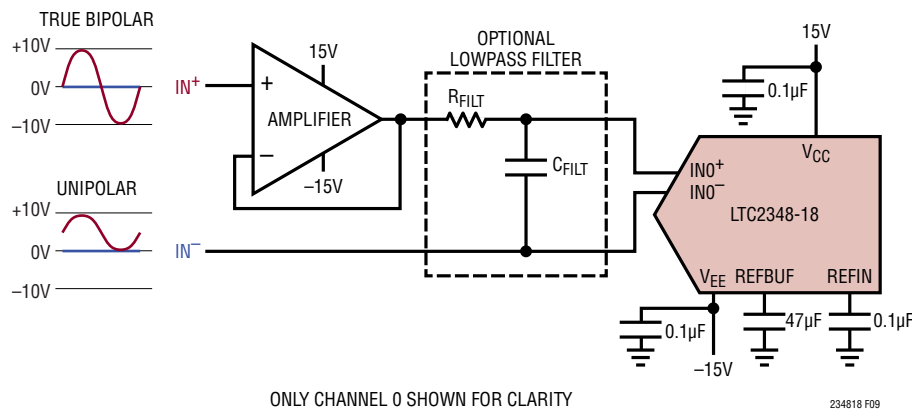 TRUE BIPOLAR
+10V
0V
–10V
UNIPOLAR
+10V
0V
–10V
IN+
IN–
15V
+
AMPLIFIER
–
–15V
OPTIONAL
LOWPASS FILTER
RFILT
CFILT
15V
0.1µF
VCC
IN0+
IN0–
LTC2348-18
VEE REFBUF REFIN
0.1µF
47µF
0.1µF
–15V
ONLY CHANNEL 0 SHOWN FOR CLARITY
234818 F09